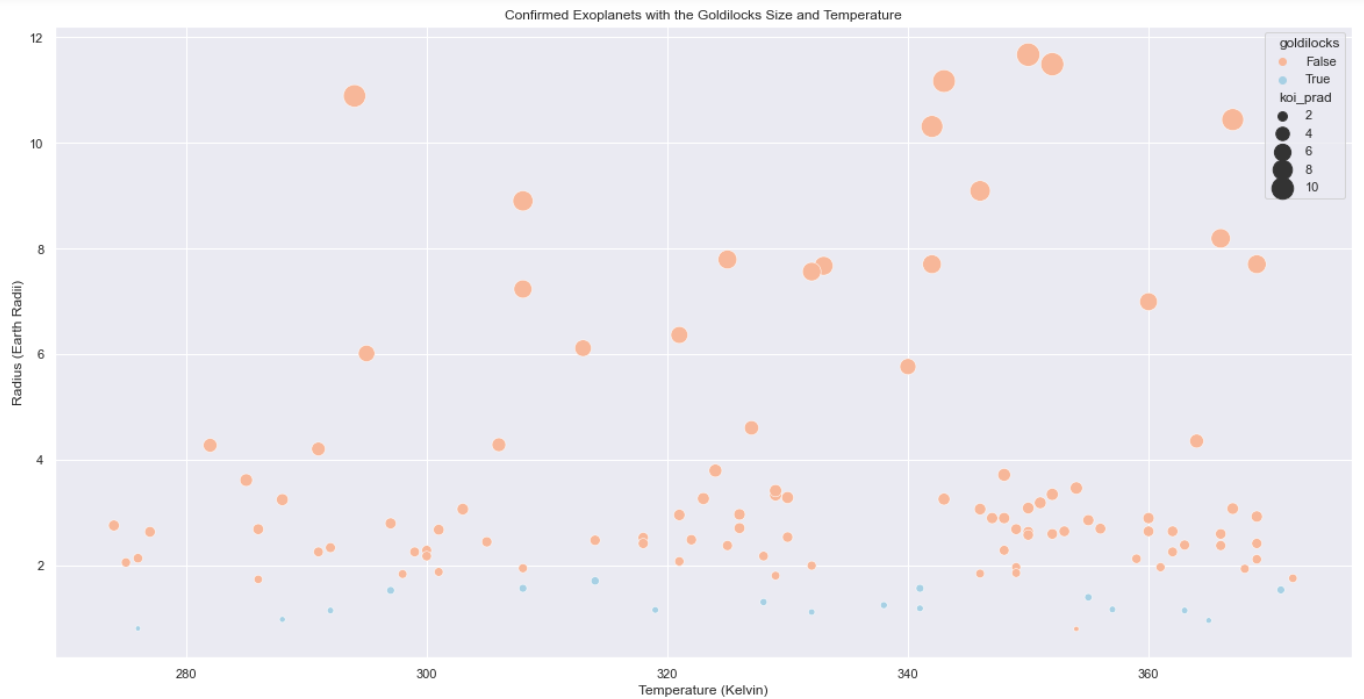 Confirmed Exoplanets with the Goldilocks Size and Temperature
12
10
8
6
4
2
Radius (Earth Radii)
goldilocks
False
True
koi_prad
2
4
6
8
10
280
300
320
340
360
Temperature (Kelvin)